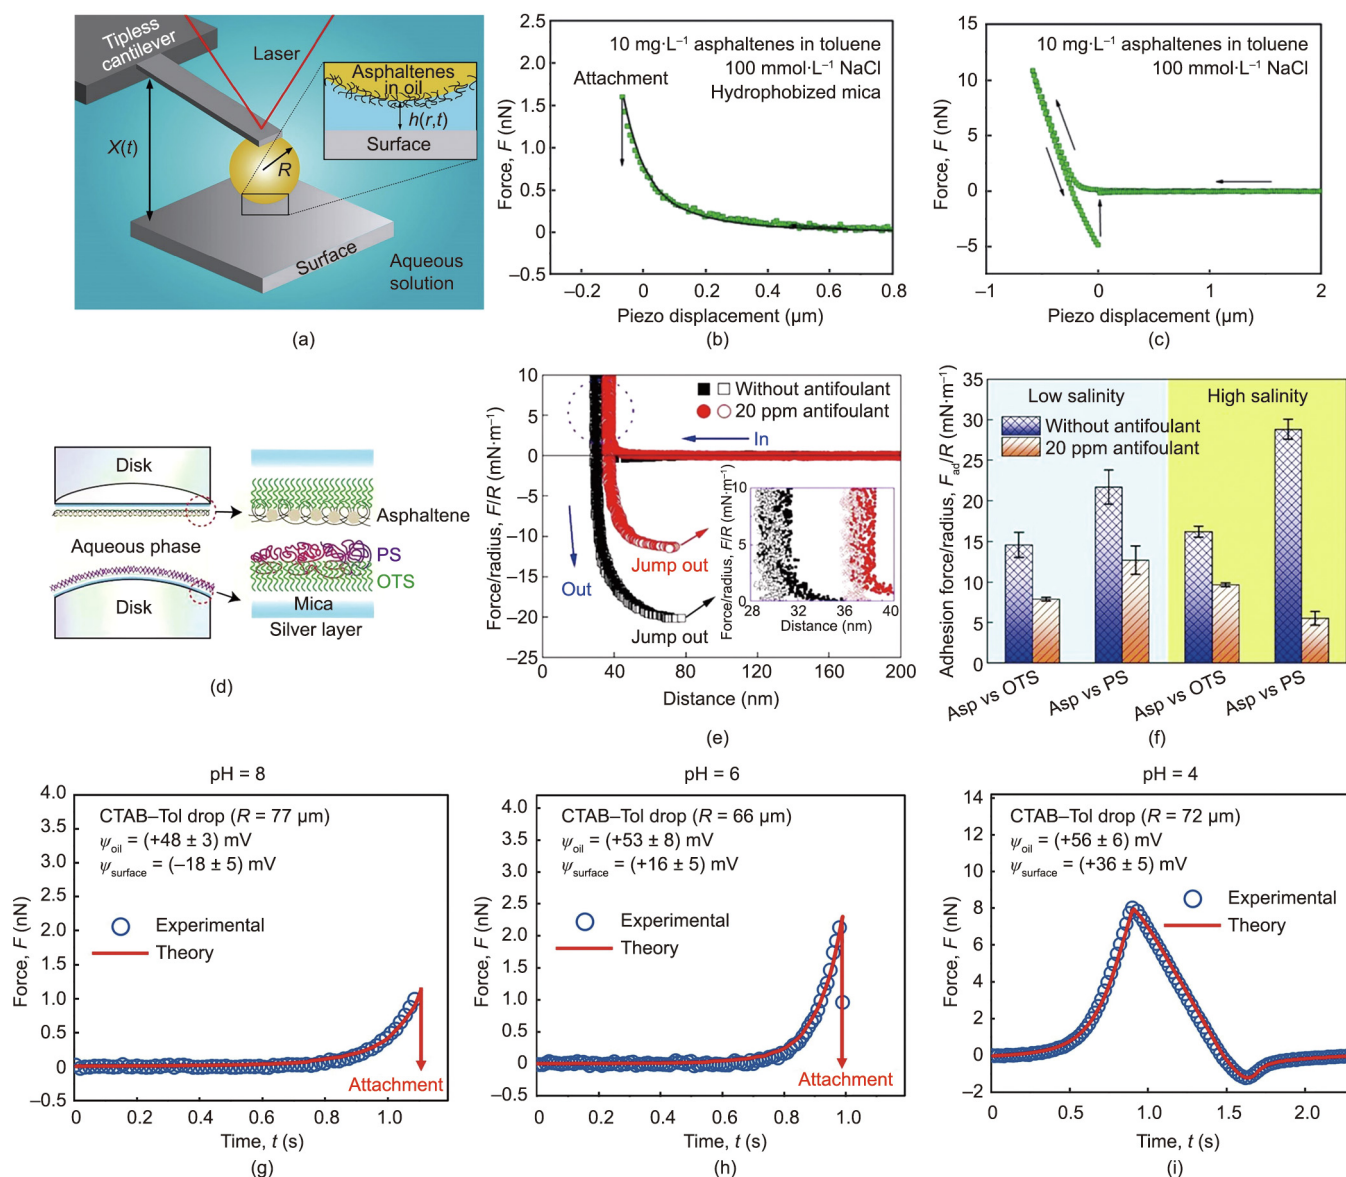 Tipless
cantilever
Laser
Asphaltenes
in oil
h(r,t)
Surface
X(t)
R
Surface
Aqueous
solution
(a)
2.5
2.0
1.5
1.0
0.5
0
–0.5
Force, F (nN)
10 mg·L⁻¹ asphaltenes in toluene
100 mmol·L⁻¹ NaCl
Hydrophobized mica
Attachment
–0.2 0 0.2 0.4 0.6 0.8
Piezo displacement (μm)
(b)
15
10
5
0
–5
Force, F (nN)
10 mg·L⁻¹ asphaltenes in toluene
100 mmol·L⁻¹ NaCl
–1 0 1 2
Piezo displacement (μm)
(c)
Disk
Aqueous phase
Disk
Asphaltene
PS
OTS
Mica
Silver layer
(d)
10
5
0
–5
–10
–15
–20
–25
Force/radius, F/R (mN·m⁻¹)
Without antifoulant
20 ppm antifoulant
In
Out
Jump out
Jump out
Force/radius, F/R (mN·m⁻¹)
10
5
0
28 32 36 40
Distance (nm)
0 40 80 120 160 200
Distance (nm)
(e)
35
30
25
20
15
10
5
0
Adhesion force/radius, F_ad/R (mN·m⁻¹)
Low salinity High salinity
Without antifoulant
20 ppm antifoulant
Asp vs OTS Asp vs PS Asp vs OTS Asp vs PS
(f)
pH = 8
4.0
3.5
3.0
2.5
2.0
1.5
1.0
0.5
0
–0.5
Force, F (nN)
CTAB–Tol drop (R = 77 μm)
ψ_oil = (+48 ± 3) mV
ψ_surface = (–18 ± 5) mV
Experimental
Theory
Attachment
0 0.2 0.4 0.6 0.8 1.0
Time, t (s)
(g)
pH = 6
4.0
3.5
3.0
2.5
2.0
1.5
1.0
0.5
0
–0.5
Force, F (nN)
CTAB–Tol drop (R = 66 μm)
ψ_oil = (+53 ± 8) mV
ψ_surface = (+16 ± 5) mV
Experimental
Theory
Attachment
0 0.2 0.4 0.6 0.8 1.0
Time, t (s)
(h)
pH = 4
14
12
10
8
6
4
2
0
–2
Force, F (nN)
CTAB–Tol drop (R = 72 μm)
ψ_oil = (+56 ± 6) mV
ψ_surface = (+36 ± 5) mV
Experimental
Theory
0 0.5 1.0 1.5 2.0
Time, t (s)
(i)